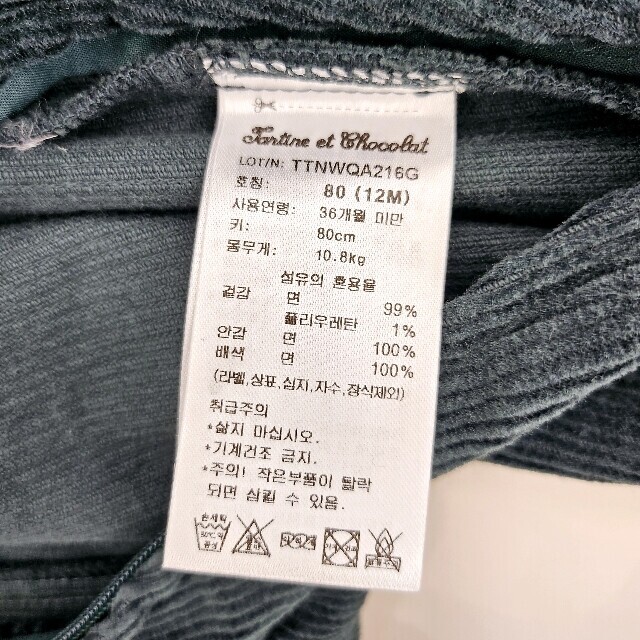 Tartine et Chocolat
LOT/N: TTNWQA216G
호칭: 80 (12M)
사용연령: 36개월 미만
키: 80cm
몸무게: 10.8kg
섬유의 혼용율
겉감 면 99%
폴리우레탄 1%
안감 면 100%
배색 면 100%
(라벨,상표,심지,자수,장식제외)
취급주의
*삶지 마십시오.
*기계건조 금지.
*주의! 작은부품이 탈락
되면 삼킬 수 있음.
손세탁